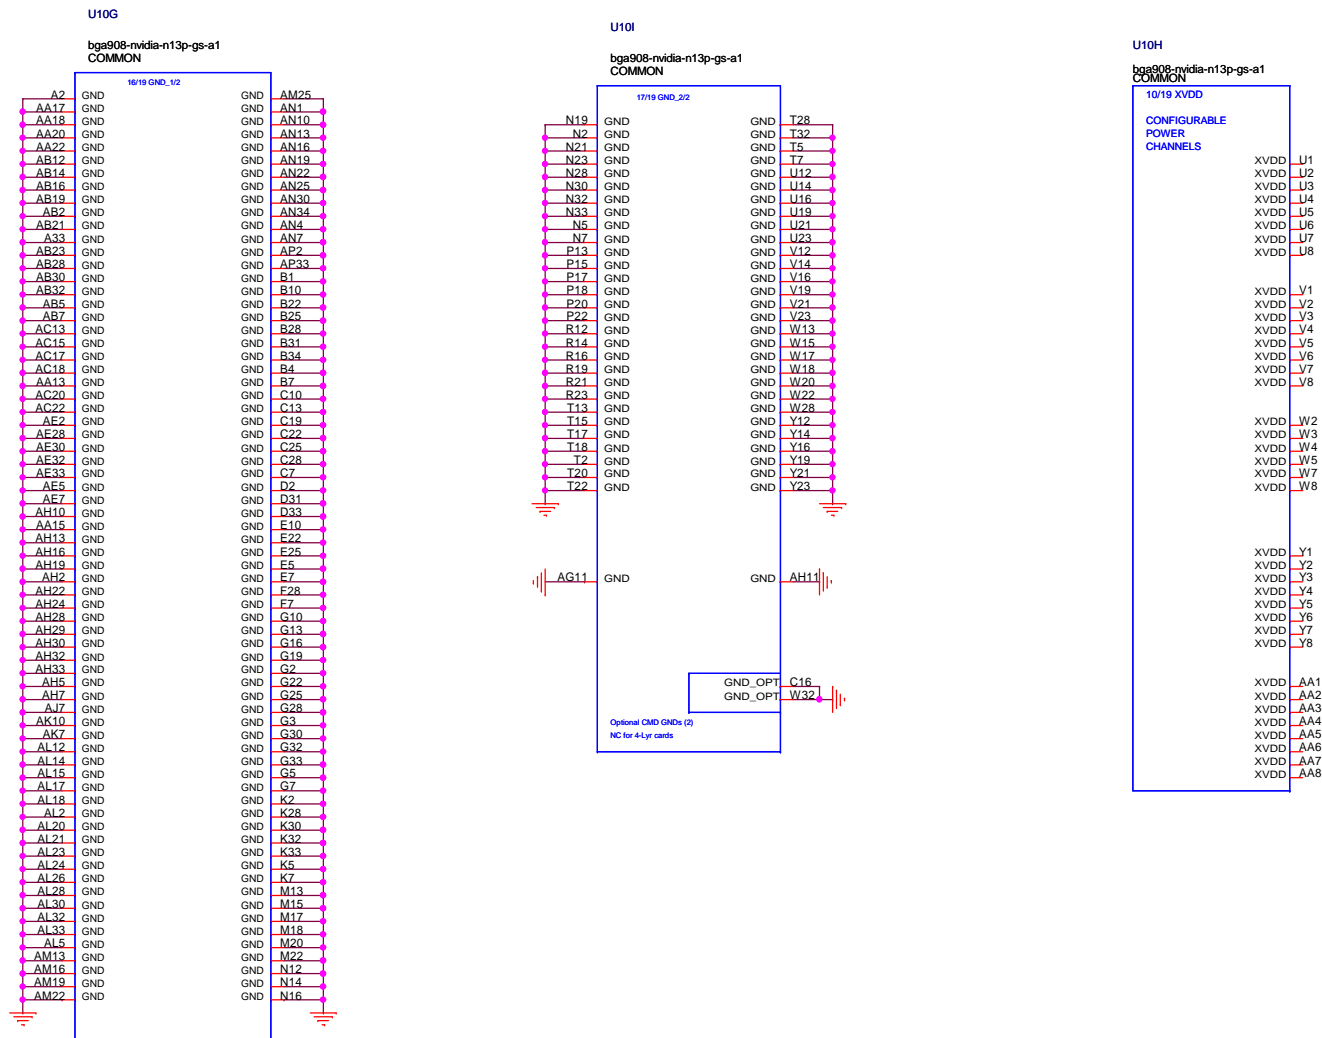 U10G
bga908-nvidia-n13p-gs-a1
COMMON
16/19 GND_1/2
A2 GND GND AM25
AA17 GND GND AN1
AA18 GND GND AN10
AA20 GND GND AN13
AA22 GND GND AN16
AB12 GND GND AN19
AB14 GND GND AN22
AB16 GND GND AN25
AB19 GND GND AN30
AB2 GND GND AN34
AB21 GND GND AN4
A33 GND GND AN7
AB23 GND GND AP2
AB28 GND GND AP33
AB30 GND GND B1
AB32 GND GND B10
AB5 GND GND B22
AB7 GND GND B25
AC13 GND GND B28
AC15 GND GND B31
AC17 GND GND B34
AC18 GND GND B4
AA13 GND GND B7
AC20 GND GND C10
AC22 GND GND C13
AE2 GND GND C19
AE28 GND GND C22
AE30 GND GND C25
AE32 GND GND C28
AE33 GND GND C7
AE5 GND GND D2
AE7 GND GND D31
AH10 GND GND D33
AA15 GND GND E10
AH13 GND GND E22
AH16 GND GND E25
AH19 GND GND E5
AH2 GND GND E7
AH22 GND GND F28
AH24 GND GND F7
AH28 GND GND G10
AH29 GND GND G13
AH30 GND GND G16
AH32 GND GND G19
AH33 GND GND G2
AH5 GND GND G22
AH7 GND GND G25
AJ7 GND GND G28
AK10 GND GND G3
AK7 GND GND G30
AL12 GND GND G32
AL14 GND GND G33
AL15 GND GND G5
AL17 GND GND G7
AL18 GND GND K2
AL2 GND GND K28
AL20 GND GND K30
AL21 GND GND K32
AL23 GND GND K33
AL24 GND GND K5
AL26 GND GND K7
AL28 GND GND M13
AL30 GND GND M15
AL32 GND GND M17
AL33 GND GND M18
AL5 GND GND M20
AM13 GND GND M22
AM16 GND GND N12
AM19 GND GND N14
AM22 GND GND N16
U10I
bga908-nvidia-n13p-gs-a1
COMMON
17/19 GND_2/2
N19 GND GND T28
N2 GND GND T32
N21 GND GND T5
N23 GND GND T7
N28 GND GND U12
N30 GND GND U14
N32 GND GND U16
N33 GND GND U19
N5 GND GND U21
N7 GND GND U23
P13 GND GND V12
P15 GND GND V14
P17 GND GND V16
P18 GND GND V19
P20 GND GND V21
P22 GND GND V23
R12 GND GND W13
R14 GND GND W15
R16 GND GND W17
R19 GND GND W18
R21 GND GND W20
R23 GND GND W22
T13 GND GND W28
T15 GND GND Y12
T17 GND GND Y14
T18 GND GND Y16
T2 GND GND Y19
T20 GND GND Y21
T22 GND GND Y23
AG11 GND GND AH11
GND_OPT C16
GND_OPT W32
Optional CMD GNDs (2)
NC for 4-Lyr cards
U10H
bga908-nvidia-n13p-gs-a1
COMMON
10/19 XVDD
CONFIGURABLE
POWER
CHANNELS
XVDD U1
XVDD U2
XVDD U3
XVDD U4
XVDD U5
XVDD U6
XVDD U7
XVDD U8
XVDD V1
XVDD V2
XVDD V3
XVDD V4
XVDD V5
XVDD V6
XVDD V7
XVDD V8
XVDD W2
XVDD W3
XVDD W4
XVDD W5
XVDD W7
XVDD W8
XVDD Y1
XVDD Y2
XVDD Y3
XVDD Y4
XVDD Y5
XVDD Y6
XVDD Y7
XVDD Y8
XVDD AA1
XVDD AA2
XVDD AA3
XVDD AA4
XVDD AA5
XVDD AA6
XVDD AA7
XVDD AA8